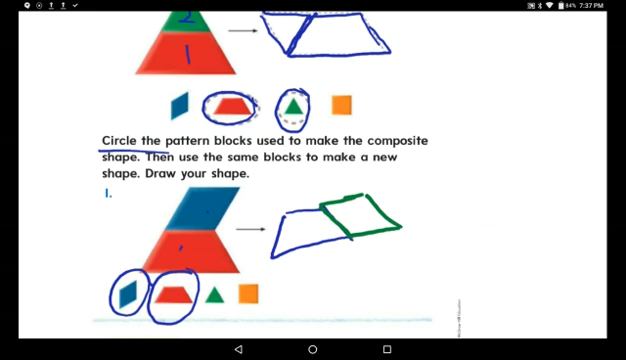 84% 7:37 PM
2
1
Circle the pattern blocks used to make the composite
shape. Then use the same blocks to make a new
shape. Draw your shape.
1.